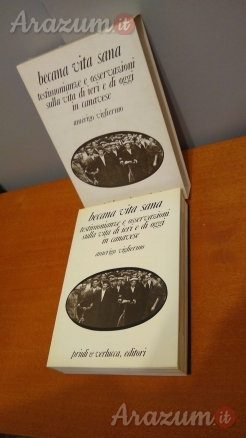 Arazum.it
becana vita sana
testimonianze e osservazioni
sulla vita di ieri e di oggi
in canavese
amerigo vigliermo
becana vita sana
testimonianze e osservazioni
sulla vita di ieri e di oggi
in canavese
amerigo vigliermo
priuli & verlucca, editori
Arazum.it